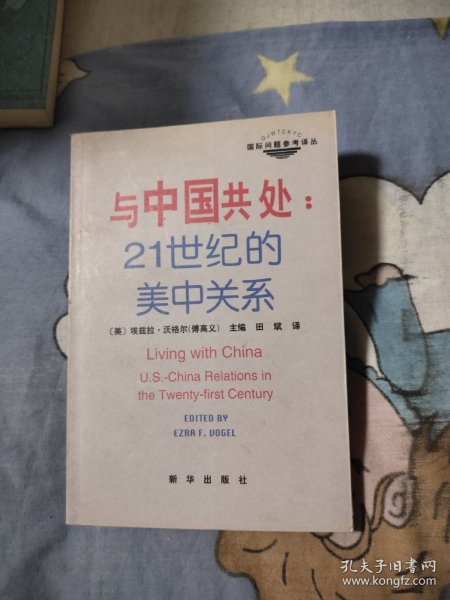 GJWTCKYC
国际问题参考译丛
与中国共处：
21世纪的
美中关系
〔美〕埃兹拉·沃格尔(傅高义) 主编 田 斌 译
Living with China
U.S.-China Relations in
the Twenty-first Century
EDITED BY
EZRA F. VOGEL
新华出版社
孔夫子旧书网
www.kongfz.com